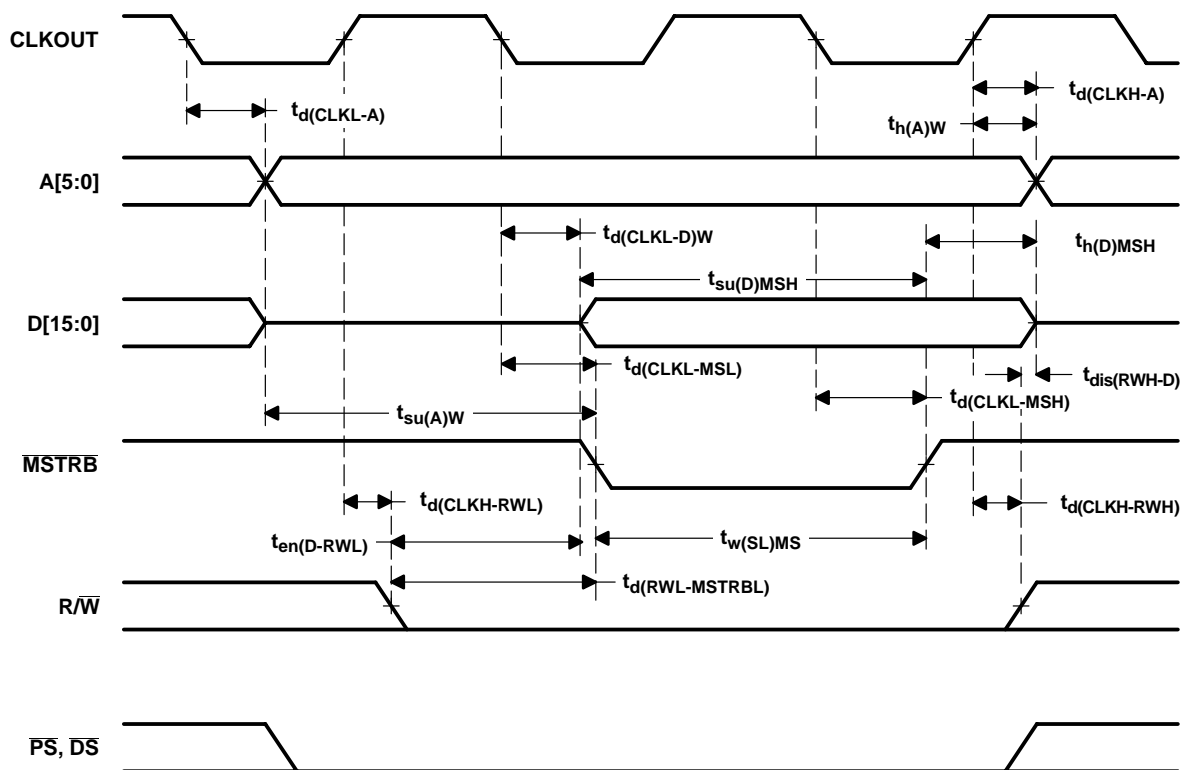 CLKOUT
td(CLKL-A)
td(CLKH-A)
th(A)W
A[5:0]
td(CLKL-D)W
th(D)MSH
tsu(D)MSH
D[15:0]
td(CLKL-MSL)
tdis(RWH-D)
td(CLKL-MSH)
tsu(A)W
MSTRB
td(CLKH-RWL)
td(CLKH-RWH)
ten(D-RWL)
tw(SL)MS
td(RWL-MSTRBL)
R/W
PS, DS